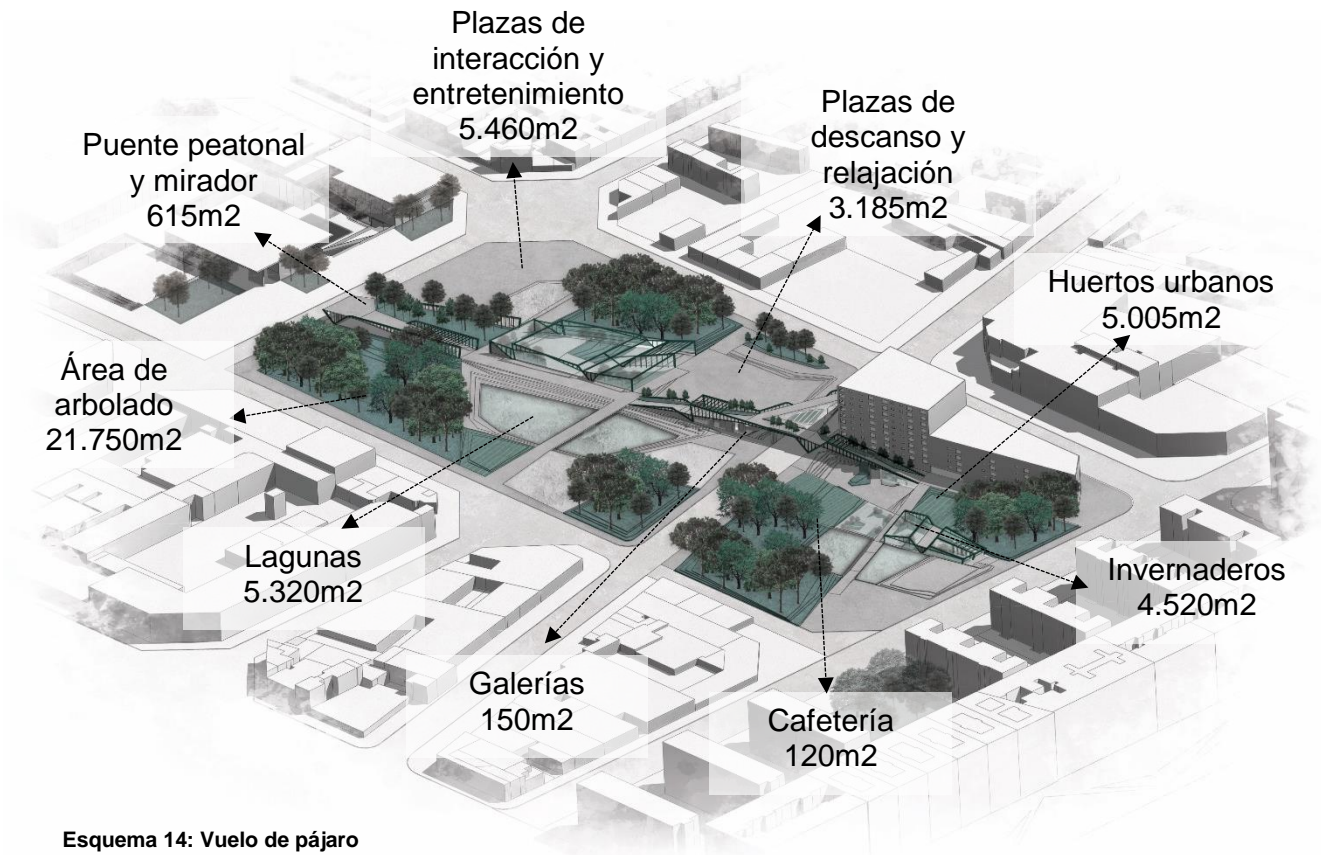 Plazas de
interacción y
entretenimiento
5.460m2
Plazas de
descanso y
relajación
3.185m2
Puente peatonal
y mirador
615m2
Huertos urbanos
5.005m2
Área de
arbolado
21.750m2
Lagunas
5.320m2
Invernaderos
4.520m2
Galerías
150m2
Cafetería
120m2
Esquema 14: Vuelo de pájaro